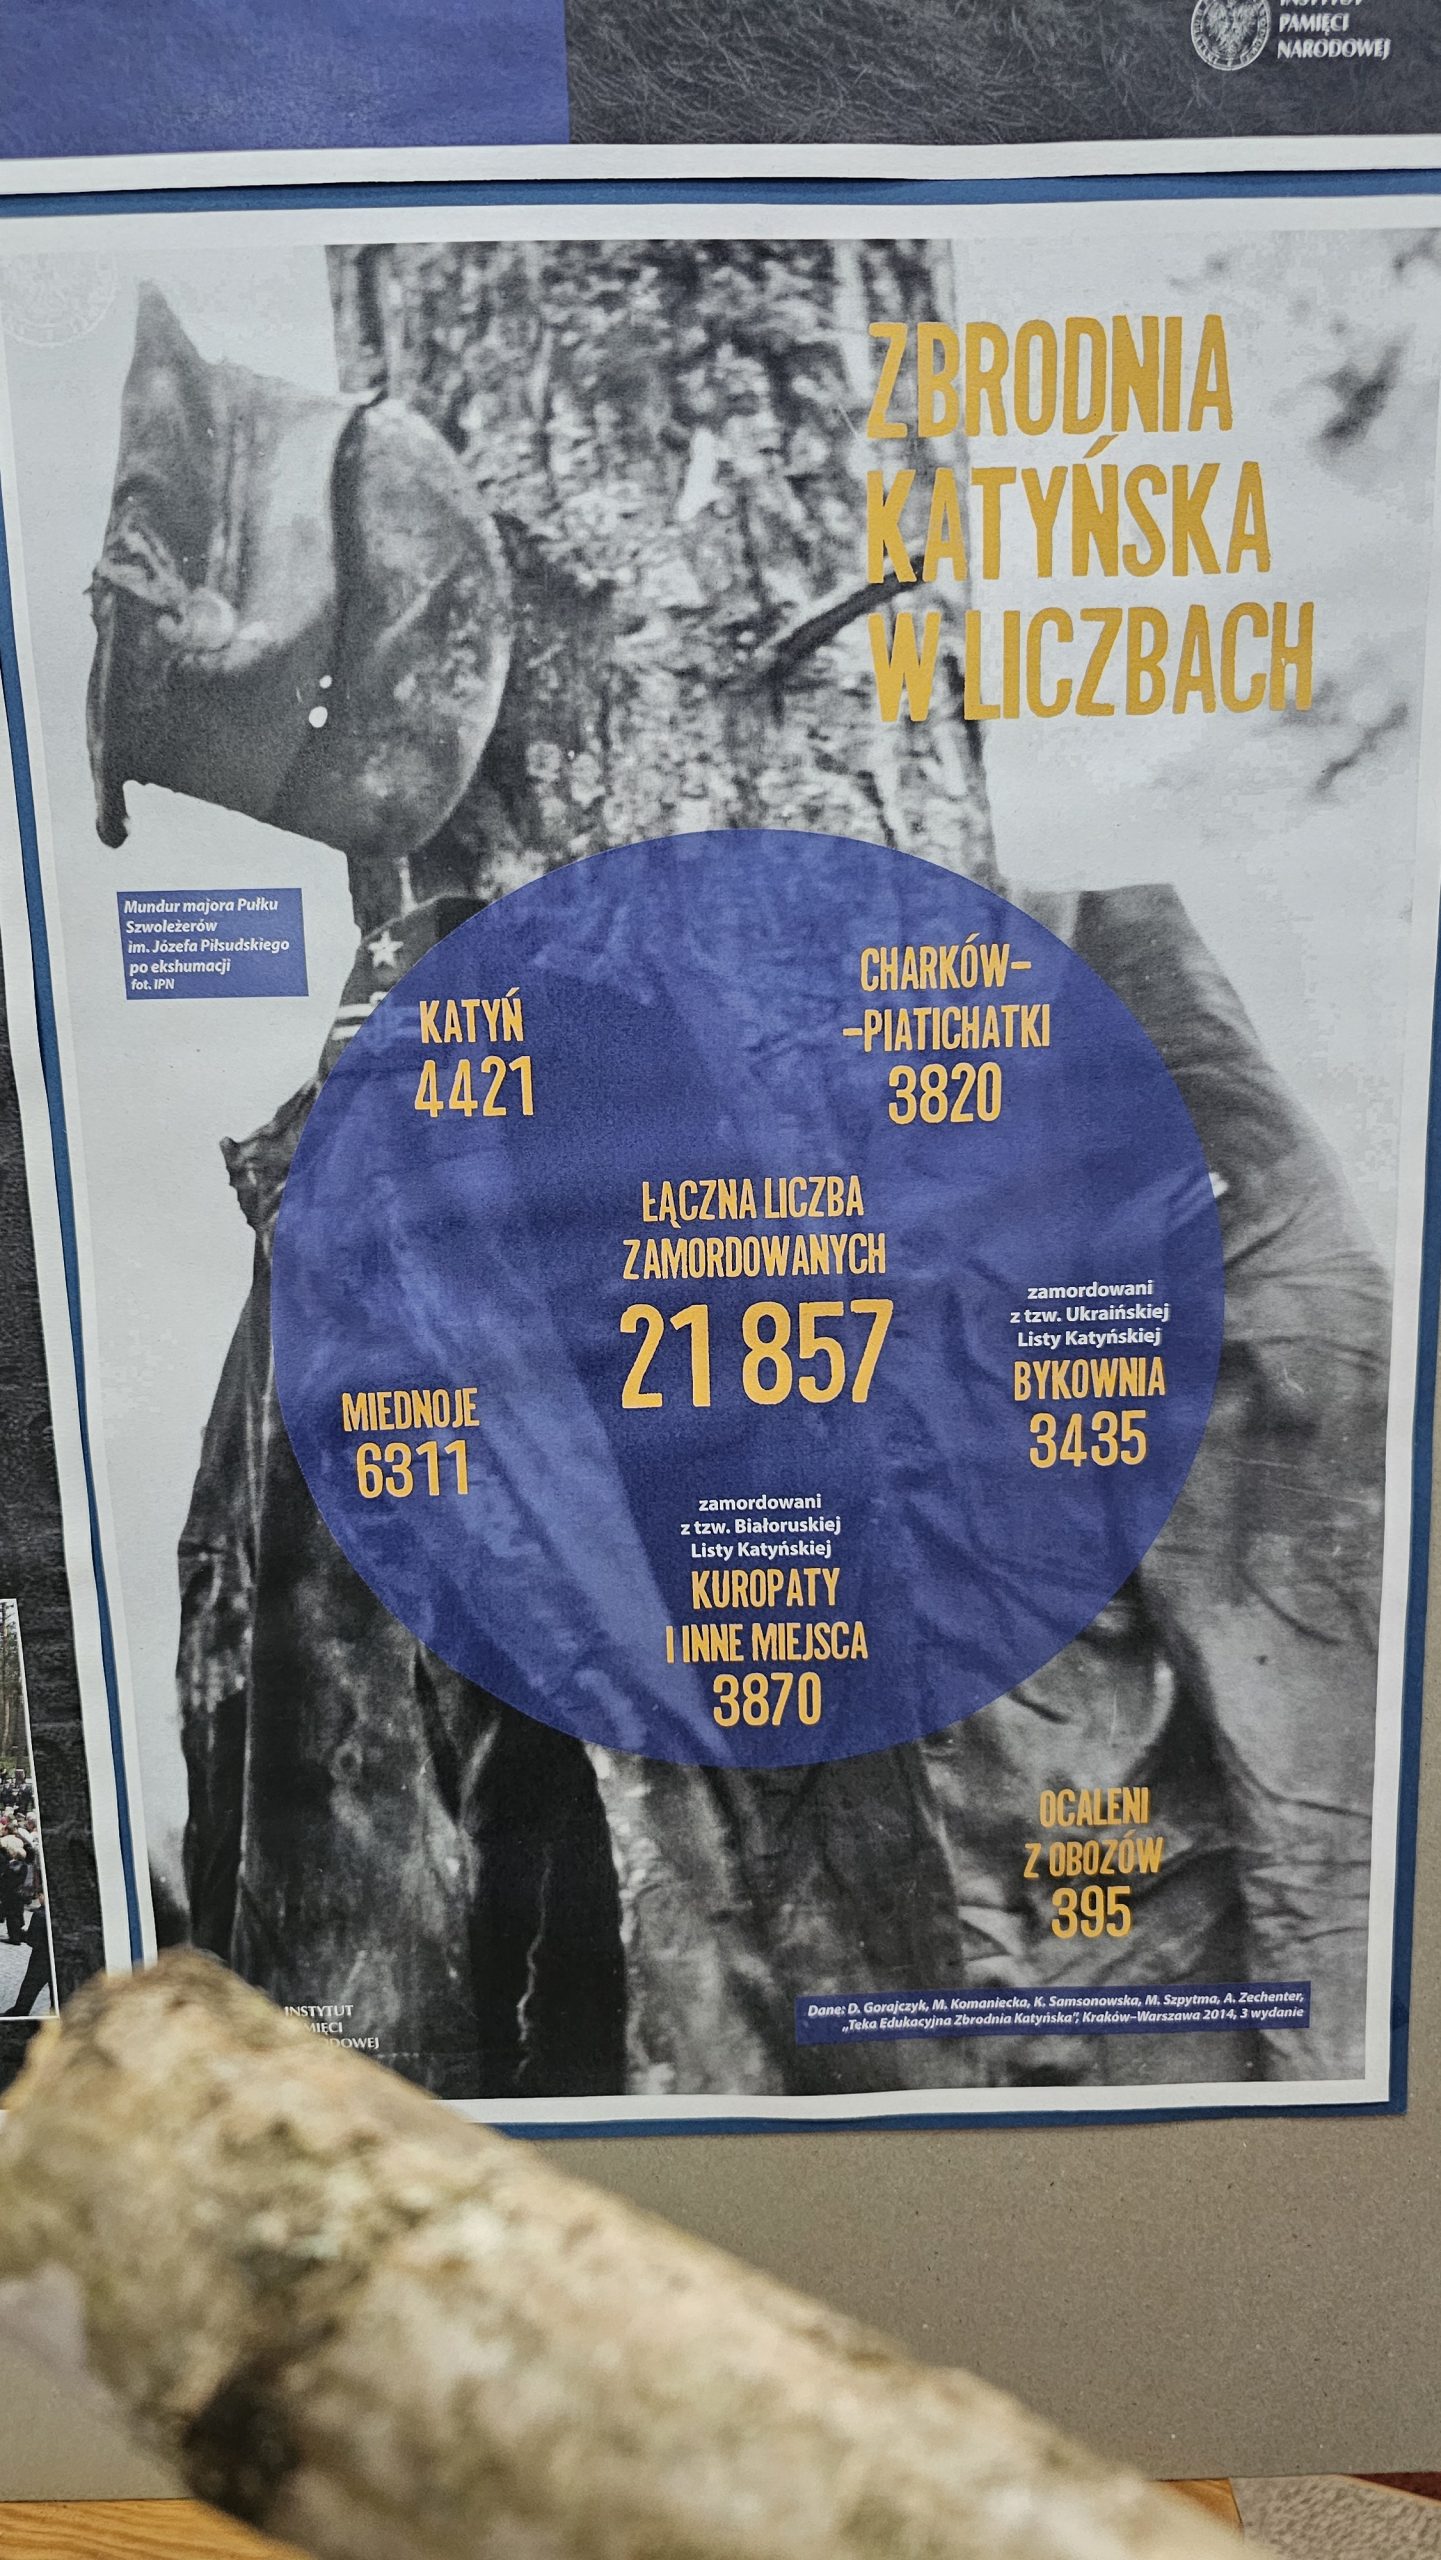 PAMIĘCI
NARODOWEJ
ZBRODNIA
KATYŃSKA
W LICZBACH
Mundur majora Pułku
Szwoleżerów
im. Józefa Piłsudskiego
po ekshumacji
fot. IPN
KATYŃ
4421
CHARKÓW–
–PIATICHATKI
3820
ŁĄCZNA LICZBA
ZAMORDOWANYCH
21 857
zamordowani
z tzw. Ukraińskiej
Listy Katyńskiej
BYKOWNIA
3435
MIEDNOJE
6311
zamordowani
z tzw. Białoruskiej
Listy Katyńskiej
KUROPATY
I INNE MIEJSCA
3870
OCALENI
Z OBOZÓW
395
Dane: D. Gorajczyk, M. Komaniecka, K. Samsonowska, M. Szpytma, A. Zechenter,
„Teka Edukacyjna Zbrodnia Katyńska", Kraków–Warszawa 2014, 3 wydanie
INSTYTUT